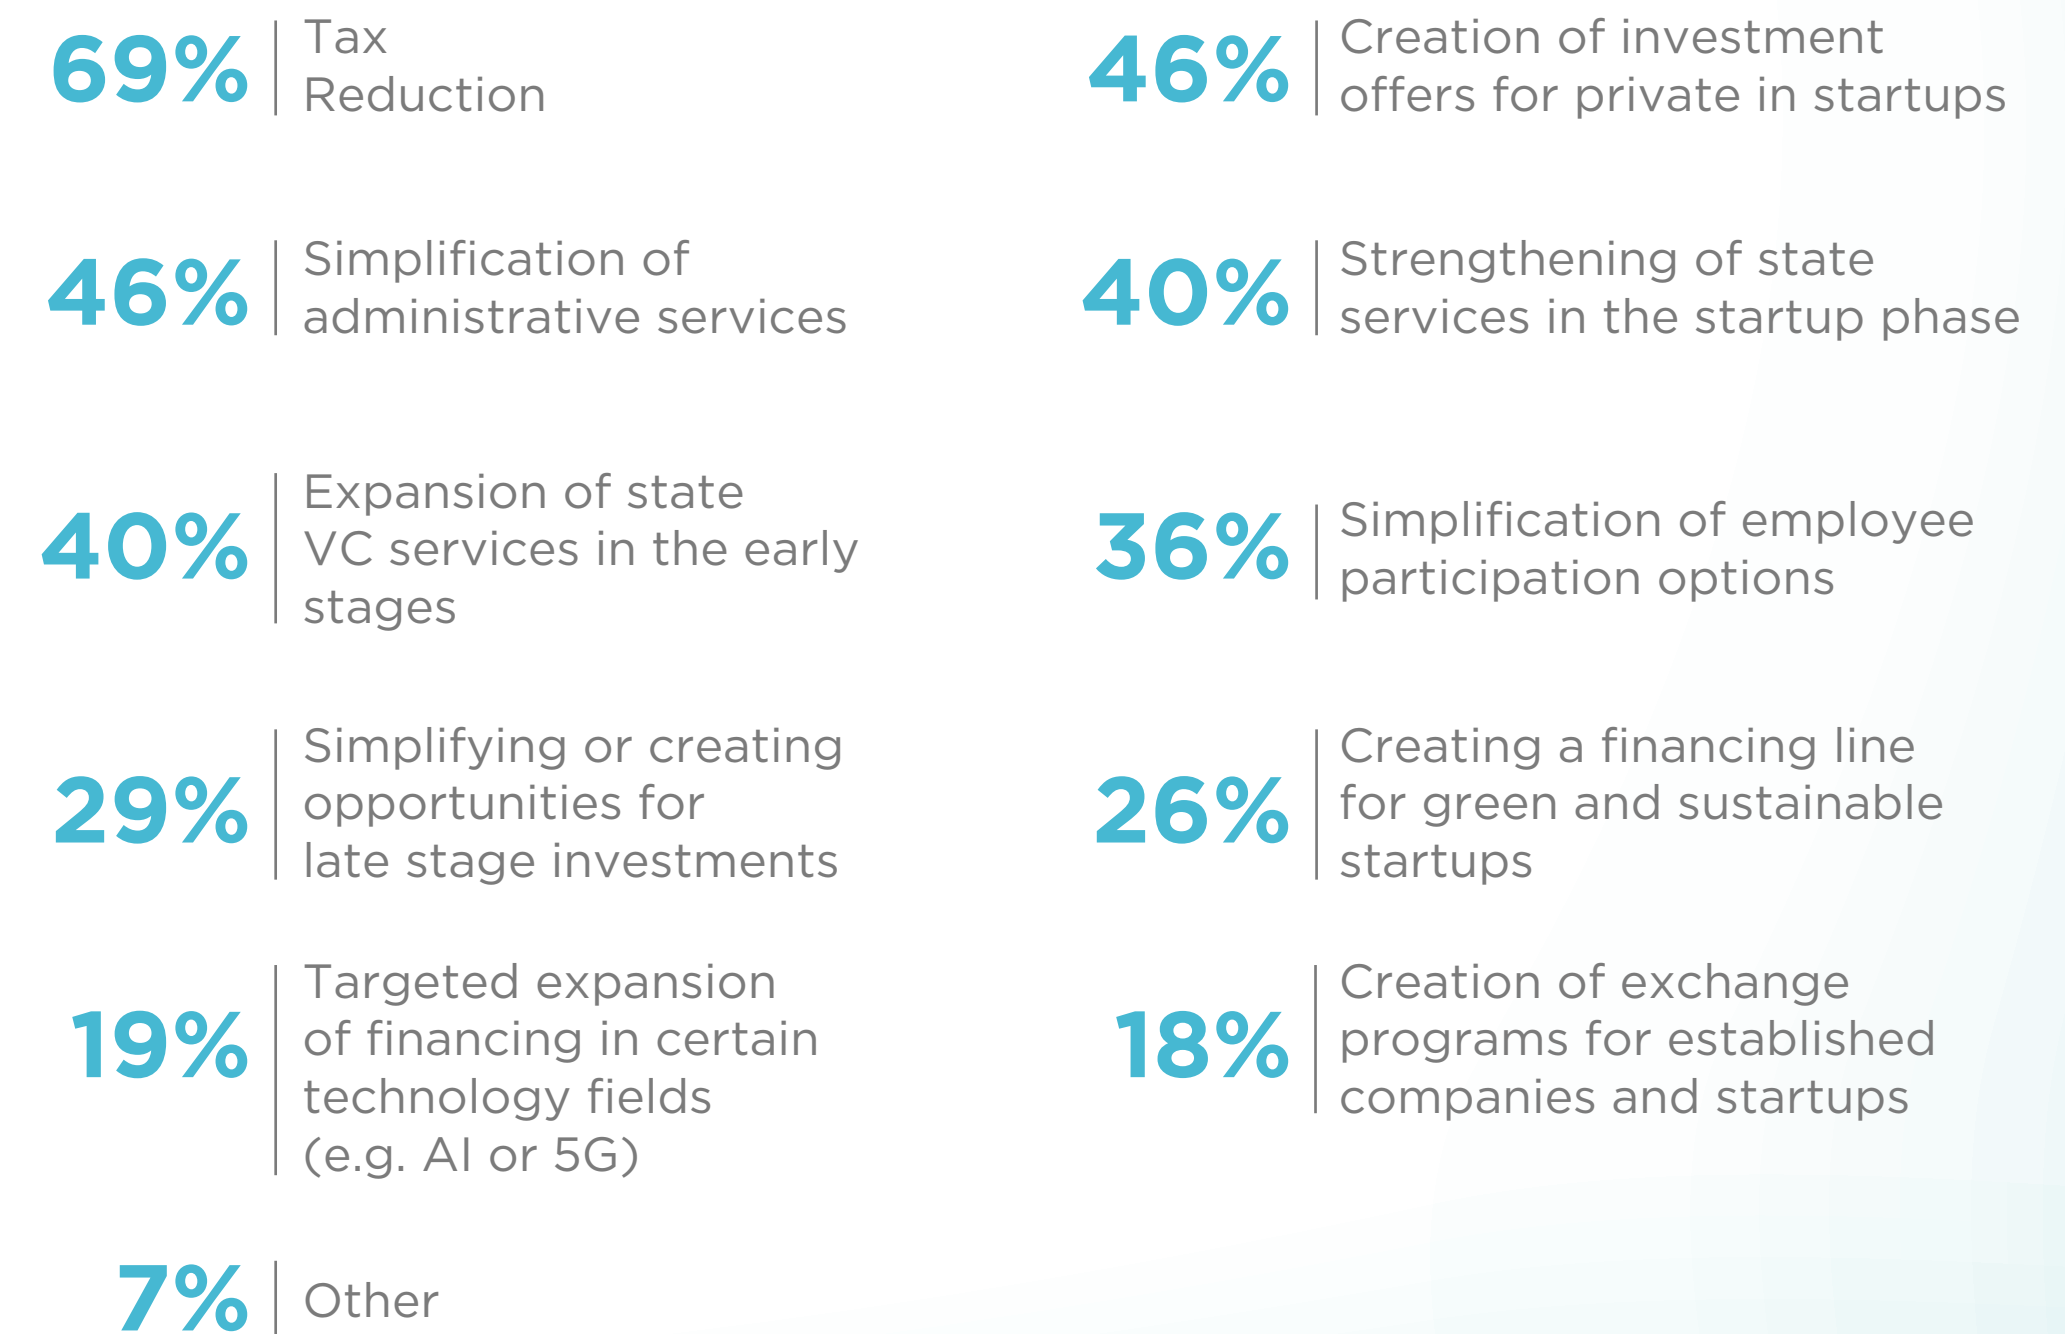 69%
Tax
Reduction
46%
Creation of investment
offers for private in startups
46%
Simplification of
administrative services
40%
Strengthening of state
services in the startup phase
40%
Expansion of state
VC services in the early
stages
36%
Simplification of employee
participation options
29%
Simplifying or creating
opportunities for
late stage investments
26%
Creating a financing line
for green and sustainable
startups
19%
Targeted expansion
of financing in certain
technology fields
(e.g. AI or 5G)
18%
Creation of exchange
programs for established
companies and startups
7%
Other